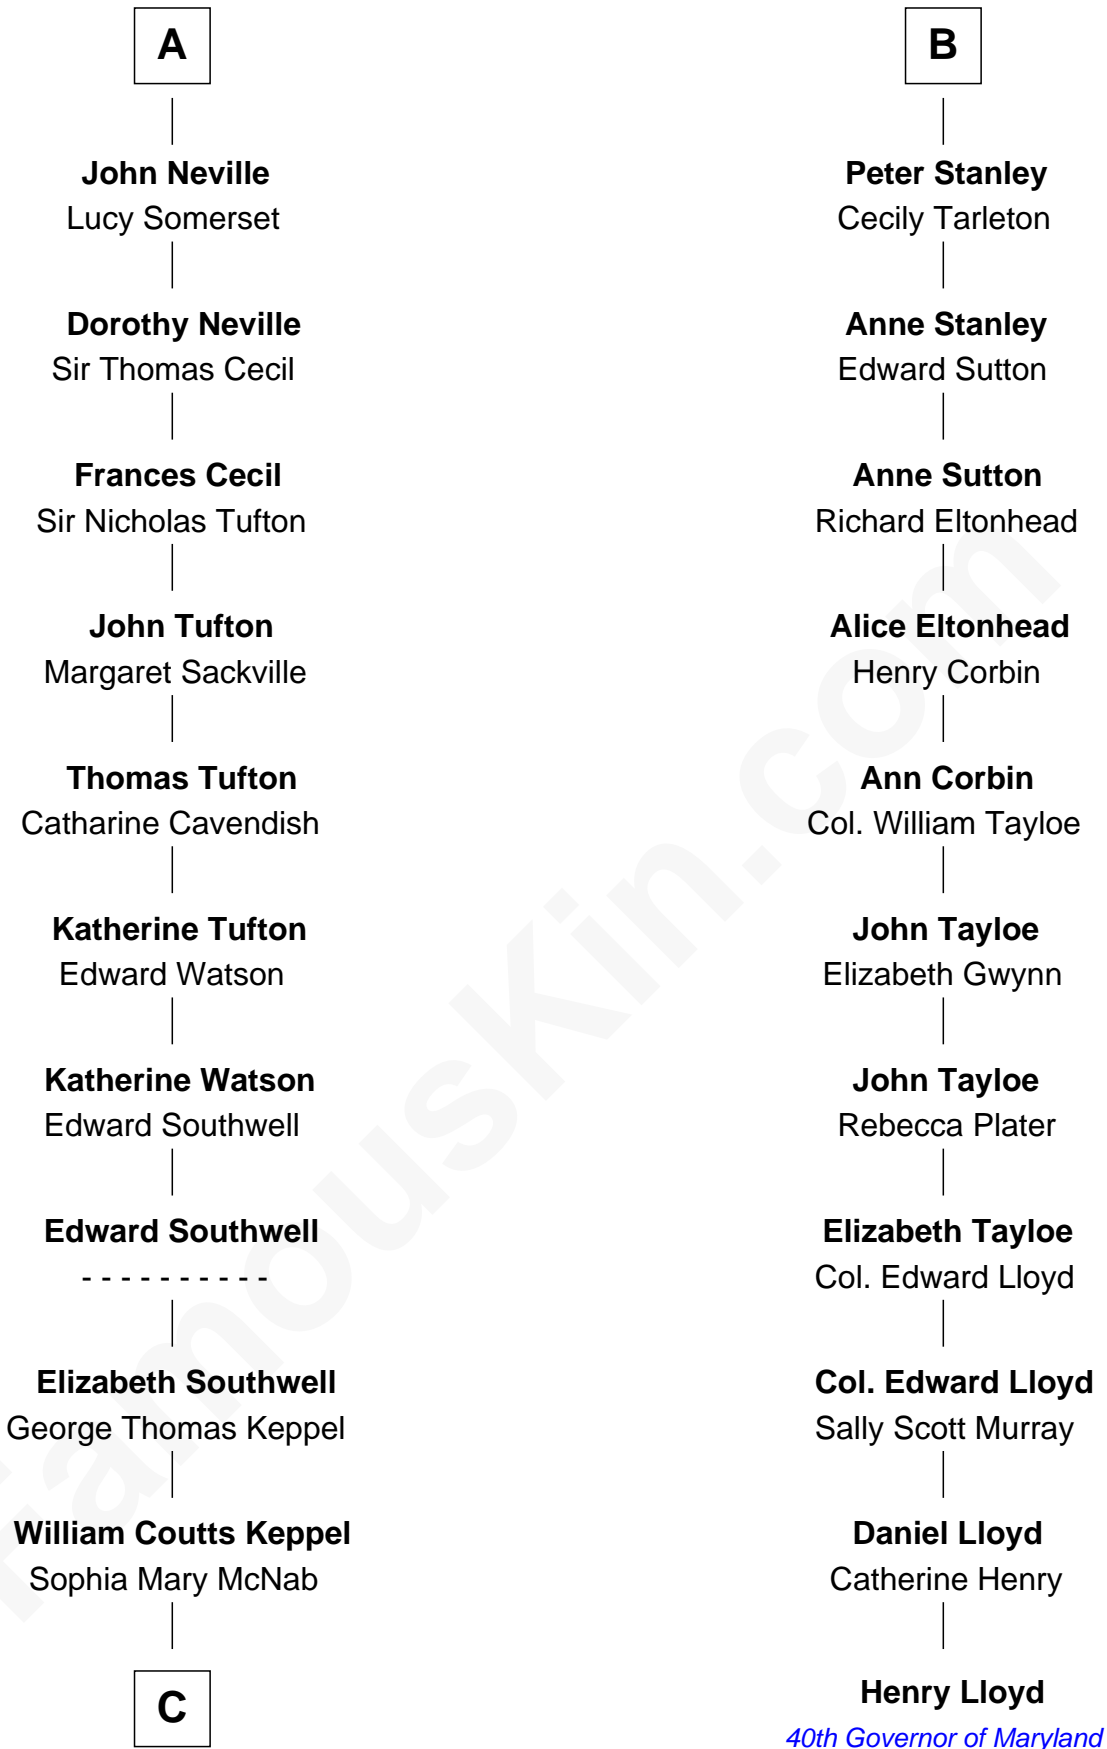 A
John Neville
Lucy Somerset
Dorothy Neville
Sir Thomas Cecil
Frances Cecil
Sir Nicholas Tufton
John Tufton
Margaret Sackville
Thomas Tufton
Catharine Cavendish
Katherine Tufton
Edward Watson
Katherine Watson
Edward Southwell
Edward Southwell
- - - - - - - - - -
Elizabeth Southwell
George Thomas Keppel
William Coutts Keppel
Sophia Mary McNab
C
B
Peter Stanley
Cecily Tarleton
Anne Stanley
Edward Sutton
Anne Sutton
Richard Eltonhead
Alice Eltonhead
Henry Corbin
Ann Corbin
Col. William Tayloe
John Tayloe
Elizabeth Gwynn
John Tayloe
Rebecca Plater
Elizabeth Tayloe
Col. Edward Lloyd
Col. Edward Lloyd
Sally Scott Murray
Daniel Lloyd
Catherine Henry
Henry Lloyd
40th Governor of Maryland
FamousKin.com